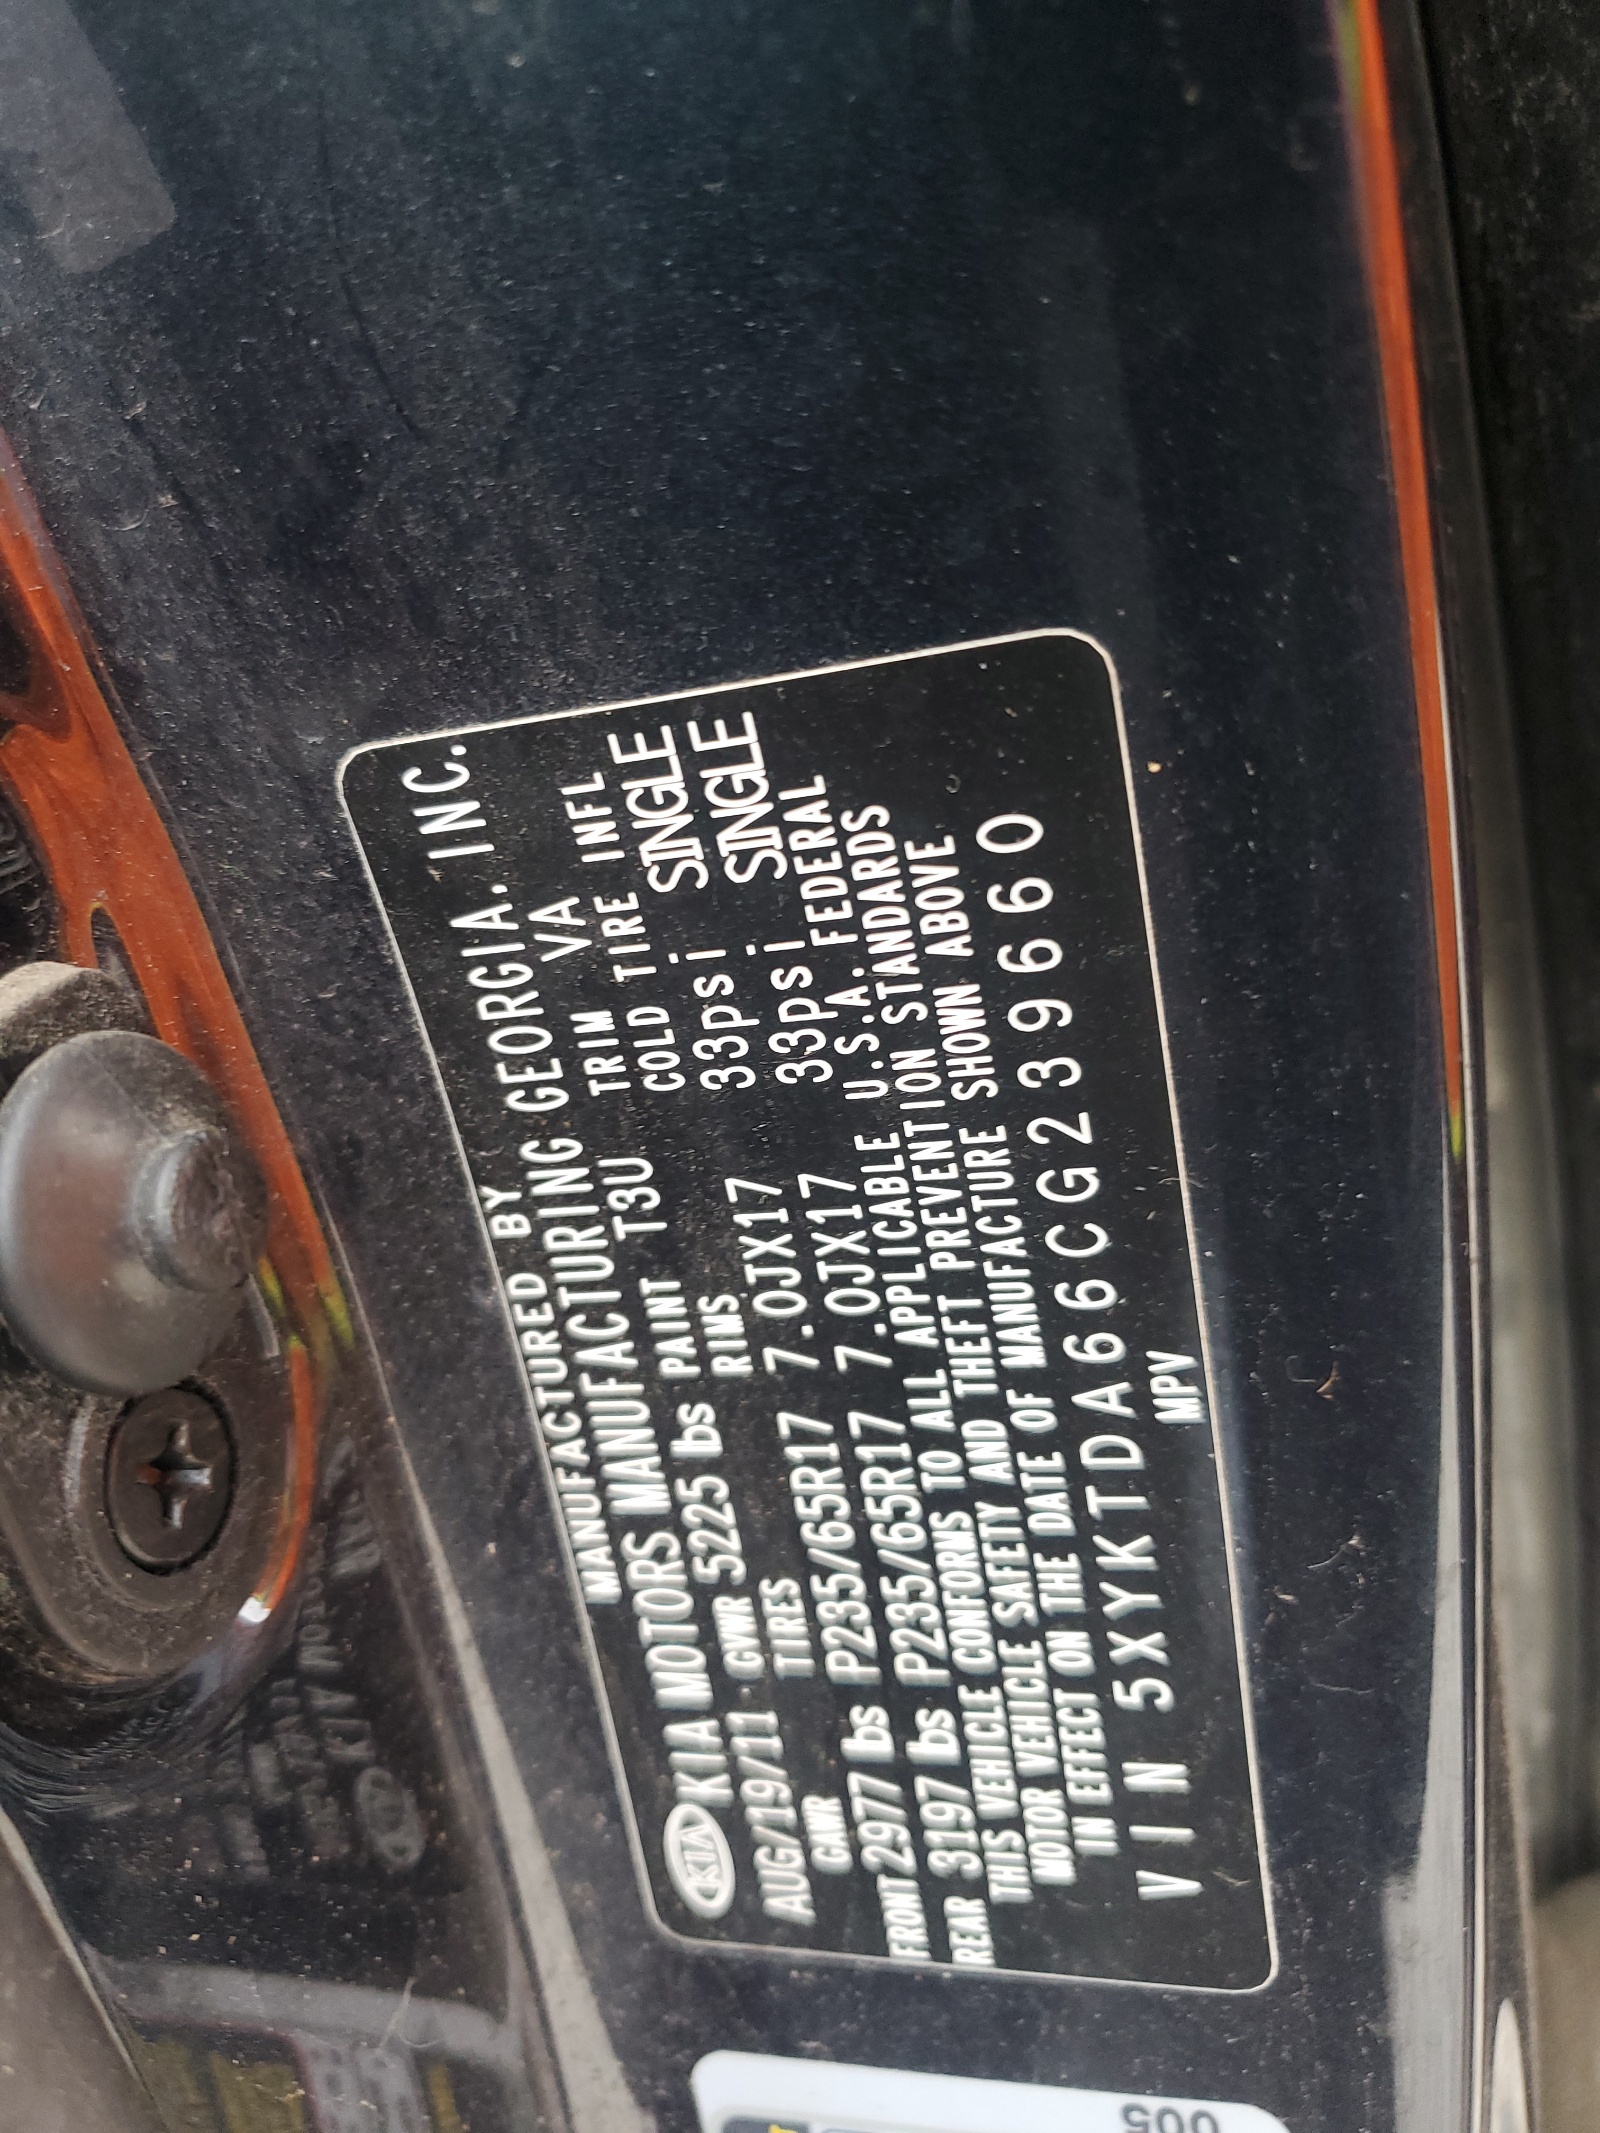 MANUFACTURED BY
KIA KIA MOTORS MANUFACTURING GEORGIA. INC.
AUG/19/11 GVWR 5225 lbs PAINT T3U TRIM VA
GAWR TIRES RIMS COLD TIRE INFL
FRONT 2977 lbs P235/65R17 7.0JX17 33psi SINGLE
REAR 3197 lbs P235/65R17 7.0JX17 33psi SINGLE
THIS VEHICLE CONFORMS TO ALL APPLICABLE U.S.A. FEDERAL
MOTOR VEHICLE SAFETY AND THEFT PREVENTION STANDARDS
IN EFFECT ON THE DATE OF MANUFACTURE SHOWN ABOVE
VIN 5XYKTDA66CG239660
MPV
005